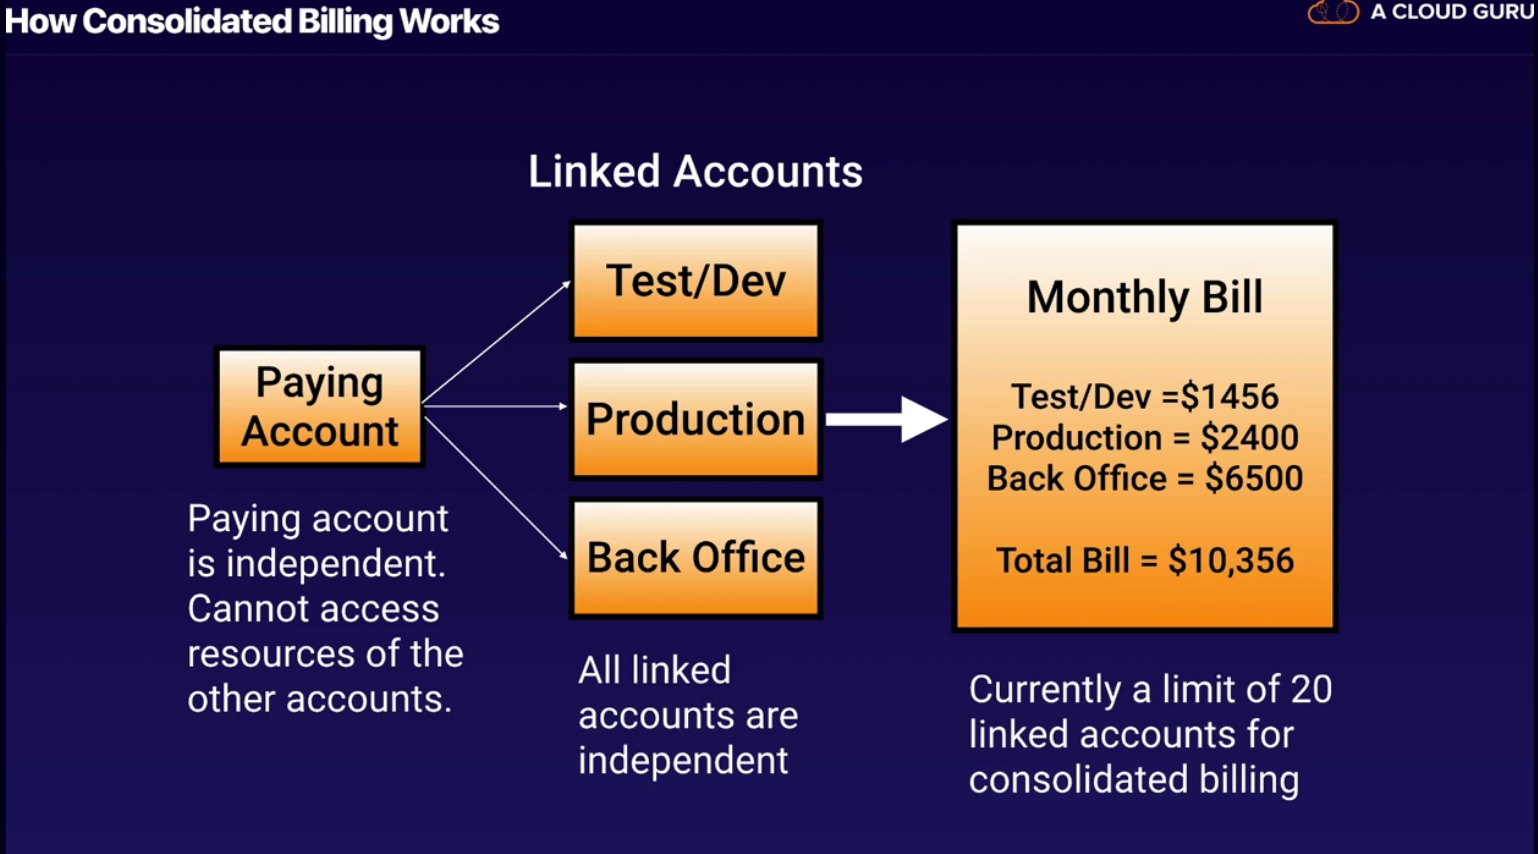 How Consolidated Billing Works
A CLOUD GURU
Linked Accounts
Paying
Account
Paying account
is independent.
Cannot access
resources of the
other accounts.
Test/Dev
Production
Back Office
All linked
accounts are
independent
Monthly Bill
Test/Dev =$1456
Production = $2400
Back Office = $6500
Total Bill = $10,356
Currently a limit of 20
linked accounts for
consolidated billing